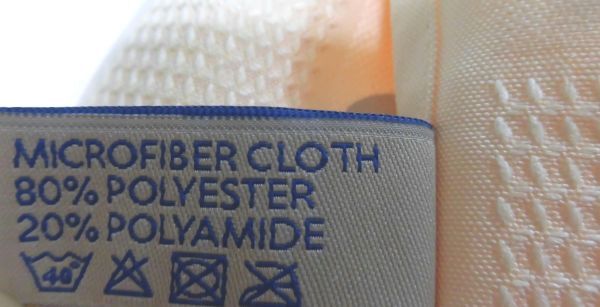 MICROFIBER CLOTH
80% POLYESTER
20% POLYAMIDE
40°